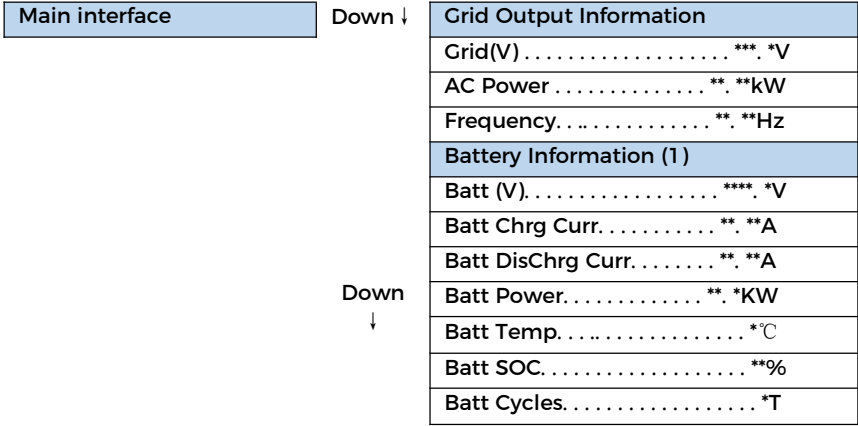 Main interface Down↓ Grid Output Information
Grid(V) . . . . . . . . . . . . . . . . . . . ***. *V
AC Power . . . . . . . . . . . . . . **. **kW
Frequency. . .. . . . . . . . . . . . **. **Hz
Battery Information (1)
Batt (V). . . . . . . . . . . . . . . . . . ****. *V
Batt Chrg Curr. . . . . . . . . . . **. **A
Batt DisChrg Curr. . . . . . . . **. **A
Down Batt Power. . . . . . . . . . . . . **. *KW
↓ Batt Temp. . . .. . . . . . . . . . . . . . *℃
Batt SOC. . . . . . . . . . . . . . . . . . . **%
Batt Cycles. . . . . . . . . . . . . . . . . . *T